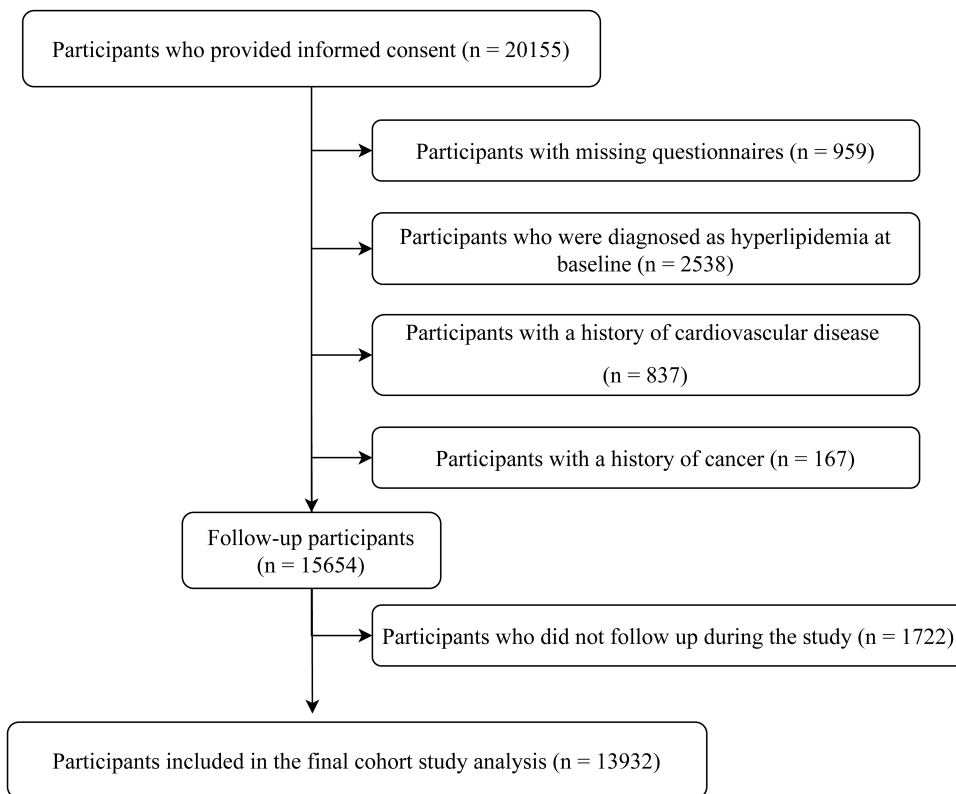 Participants who provided informed consent (n = 20155)
Participants with missing questionnaires (n = 959)
Participants who were diagnosed as hyperlipidemia at
baseline (n = 2538)
Participants with a history of cardiovascular disease
(n = 837)
Participants with a history of cancer (n = 167)
Follow-up participants
(n = 15654)
Participants who did not follow up during the study (n = 1722)
Participants included in the final cohort study analysis (n = 13932)